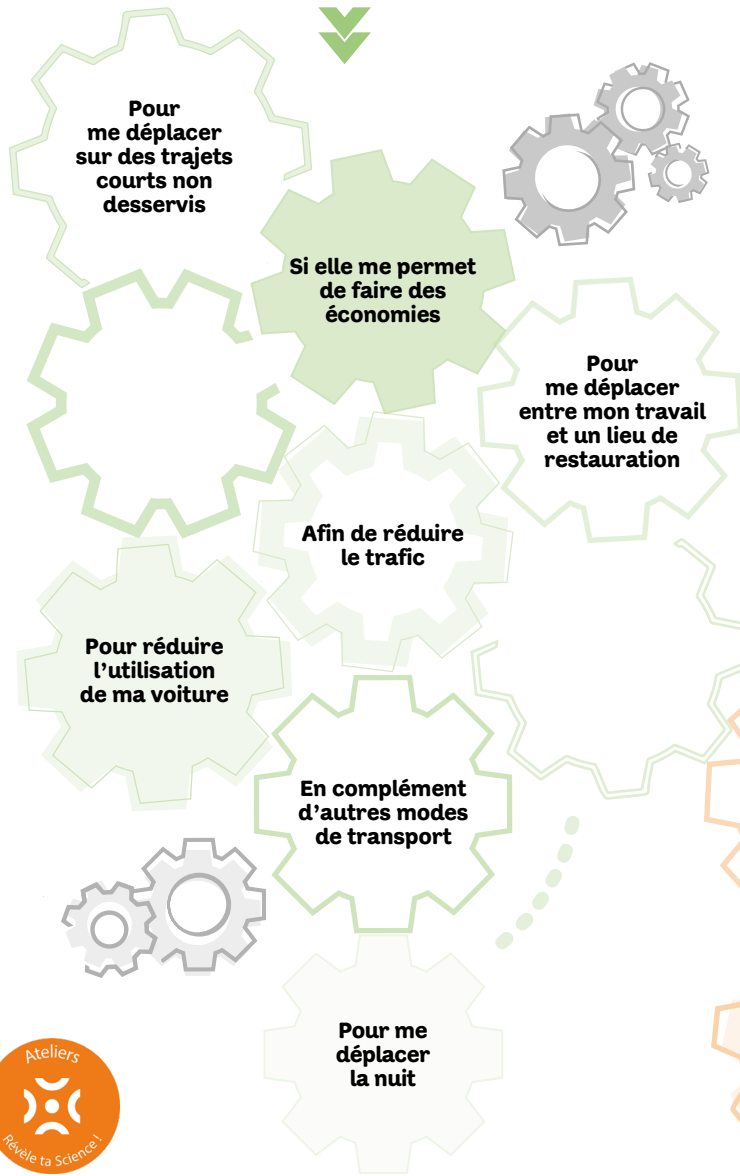 Pour
me déplacer
sur des trajets
courts non
desservis
Si elle me permet
de faire des
économies
Pour
me déplacer
entre mon travail
et un lieu de
restauration
Afin de réduire
le trafic
Pour réduire
l’utilisation
de ma voiture
En complément
d’autres modes
de transport
Pour me
déplacer
la nuit
Ateliers
Révèle ta Science !